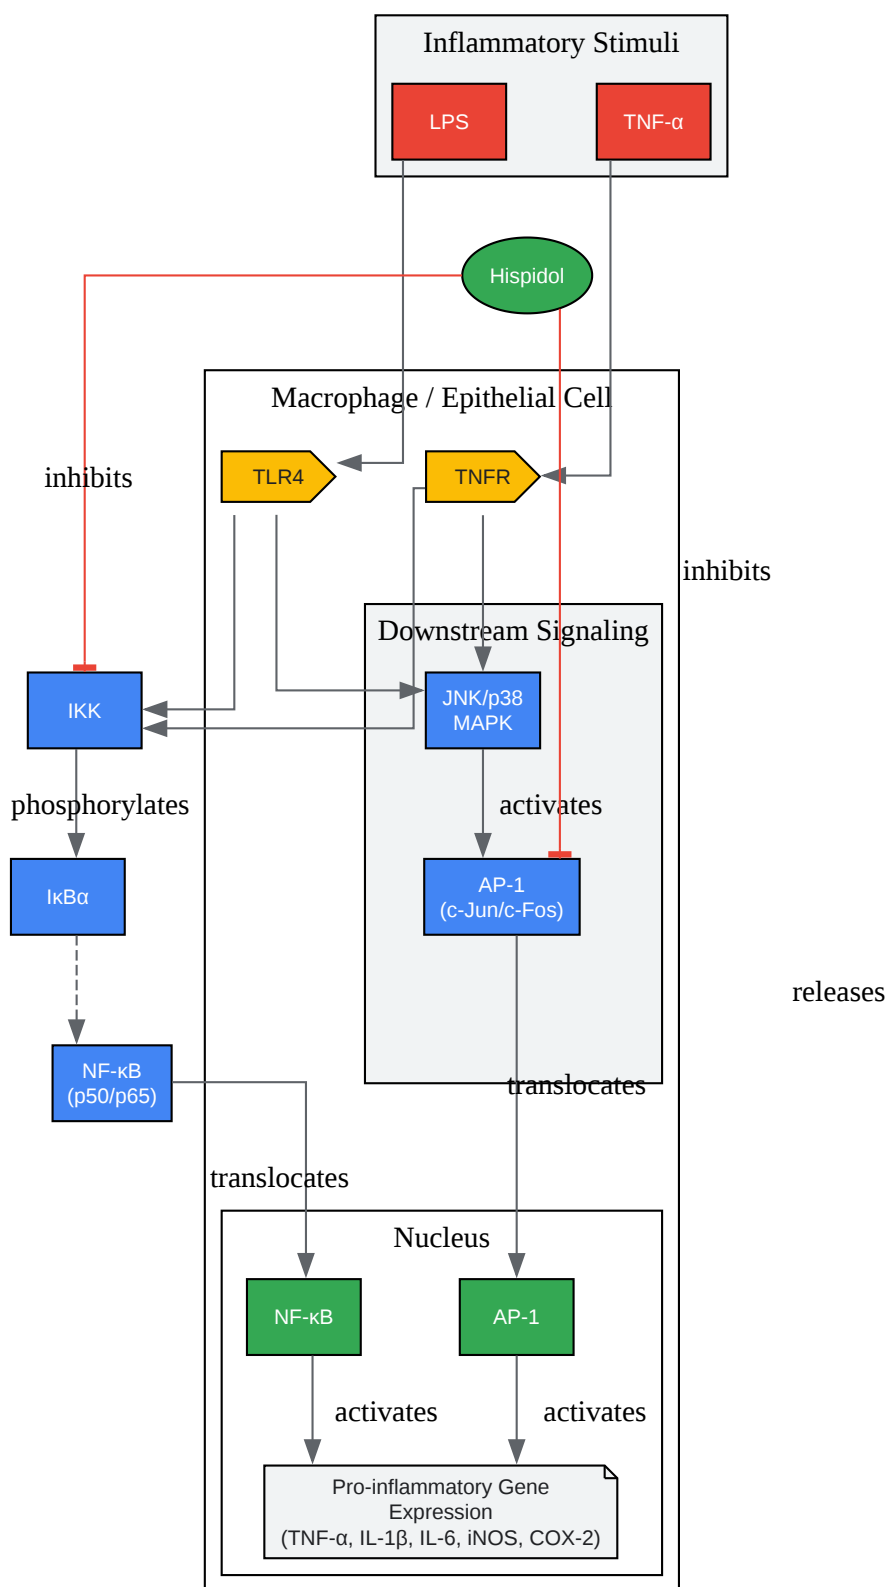 Inflammatory Stimuli
LPS
TNF-α
Hispidol
Macrophage / Epithelial Cell
TLR4
TNFR
inhibits
inhibits
Downstream Signaling
IKK
JNK/p38
MAPK
phosphorylates
activates
IκBα
AP-1
(c-Jun/c-Fos)
releases
NF-κB
(p50/p65)
translocates
translocates
Nucleus
NF-κB
AP-1
activates
activates
Pro-inflammatory Gene
Expression
(TNF-α, IL-1β, IL-6, iNOS, COX-2)